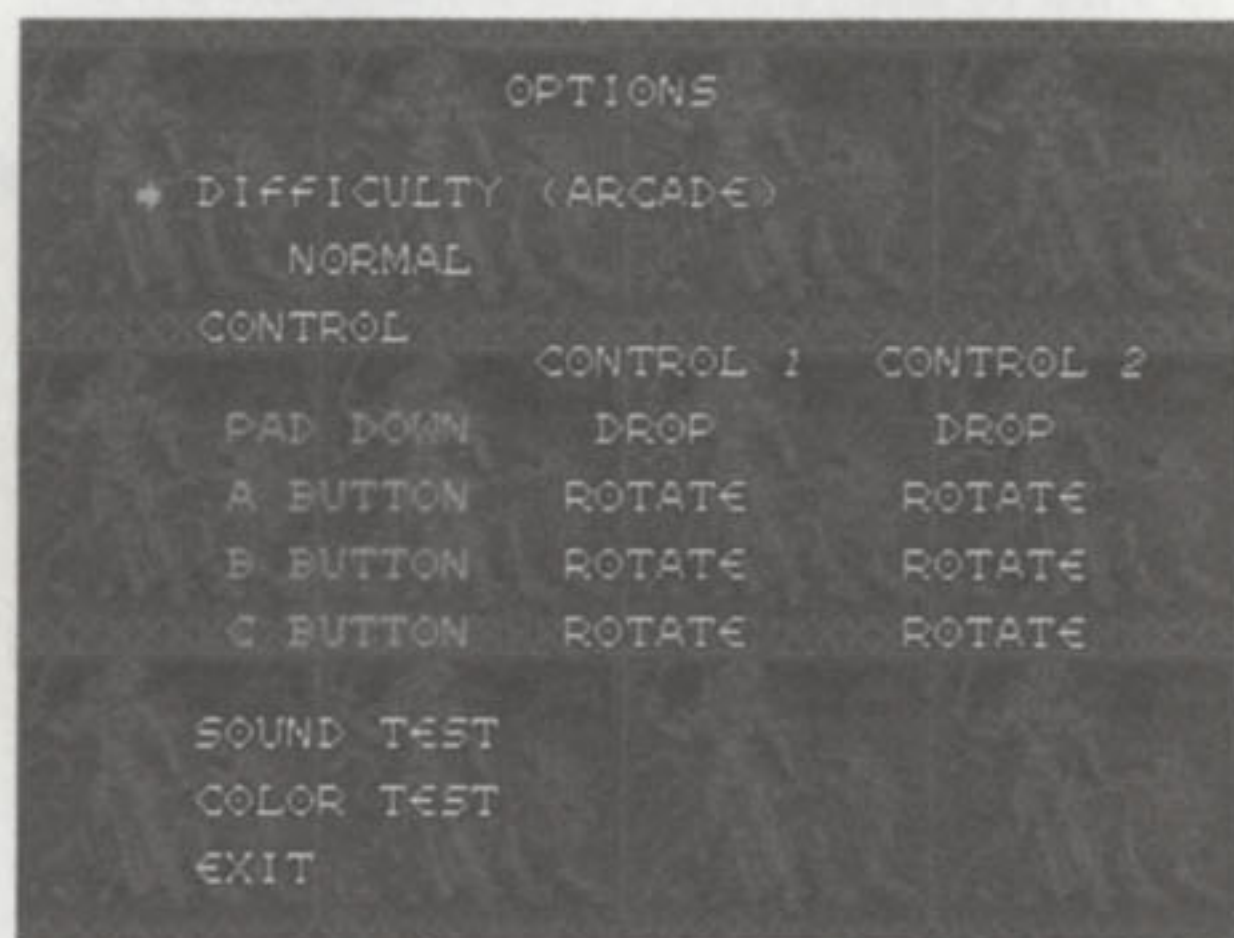 OPTIONS
DIFFICULTY (ARCADE)
NORMAL
CONTROL
CONTROL 1 CONTROL 2
PAD DOWN DROP DROP
A BUTTON ROTATE ROTATE
B BUTTON ROTATE ROTATE
C BUTTON ROTATE ROTATE
SOUND TEST
COLOR TEST
EXIT